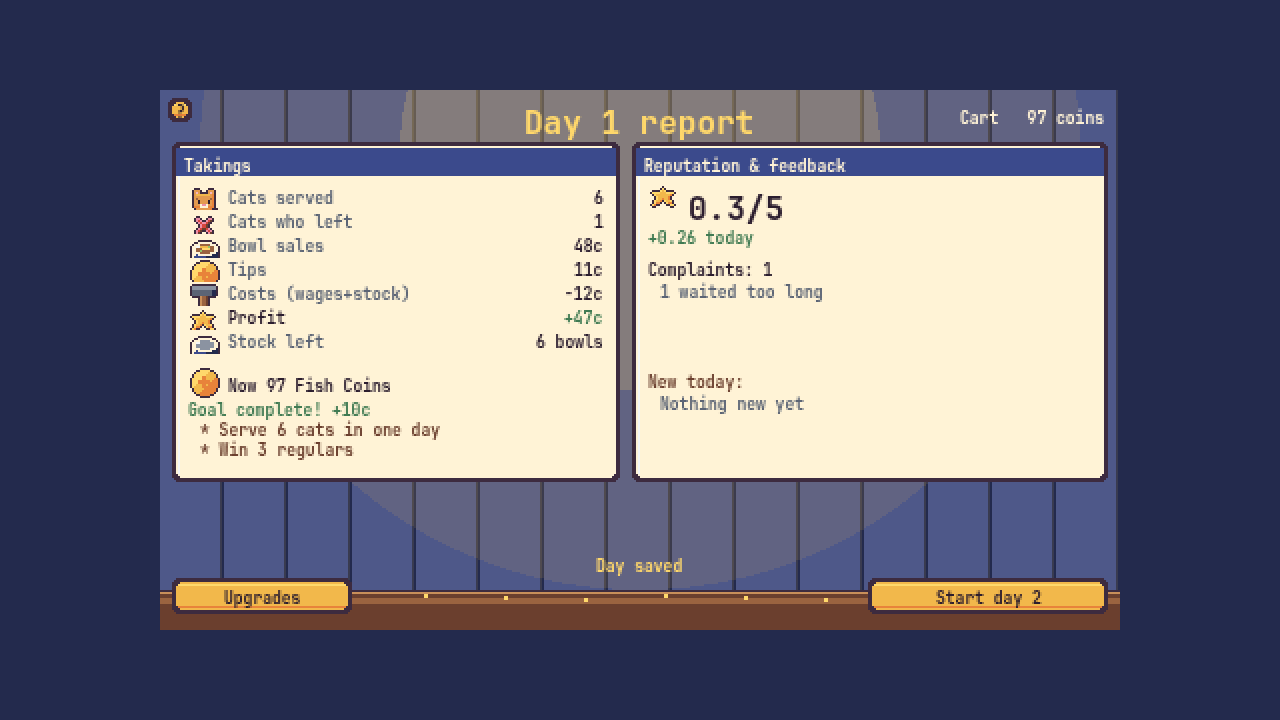 Day 1 report
Cart 97 coins
Takings
Cats served 6
Cats who left 1
Bowl sales 48c
Tips 11c
Costs (wages+stock) -12c
Profit +47c
Stock left 6 bowls
Now 97 Fish Coins
Goal complete! +10c
* Serve 6 cats in one day
* Win 3 regulars
Reputation & feedback
0.3/5
+0.26 today
Complaints: 1
1 waited too long
New today:
Nothing new yet
Day saved
Upgrades
Start day 2